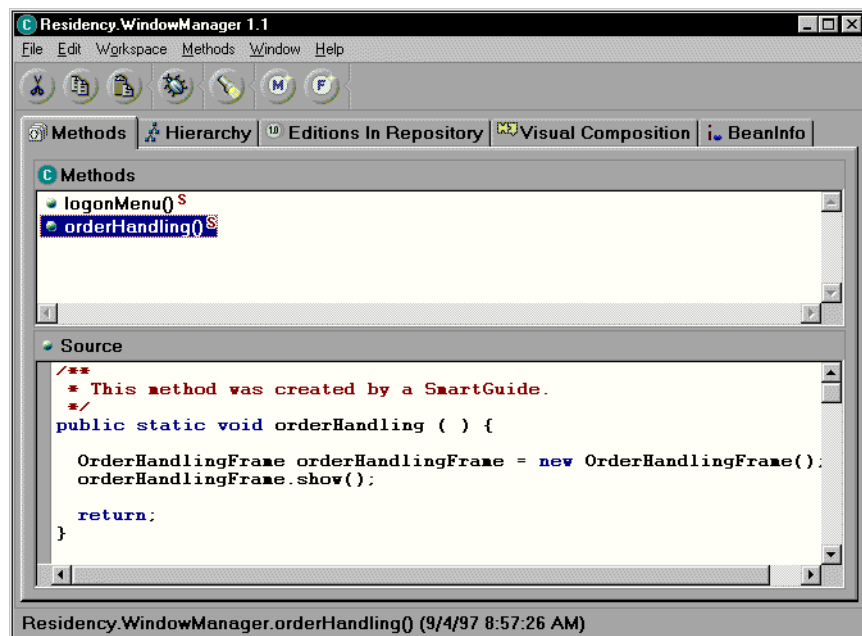 C Residency.WindowManager 1.1
File Edit Workspace Methods Window Help
M F
Methods Hierarchy 1.0 Editions In Repository Visual Composition i BeanInfo
C Methods
logonMenu() S
orderHandling() S
Source
/**
* This method was created by a SmartGuide.
*/
public static void orderHandling ( ) {
OrderHandlingFrame orderHandlingFrame = new OrderHandlingFrame();
orderHandlingFrame.show();
return;
}
Residency.WindowManager.orderHandling() (9/4/97 8:57:26 AM)